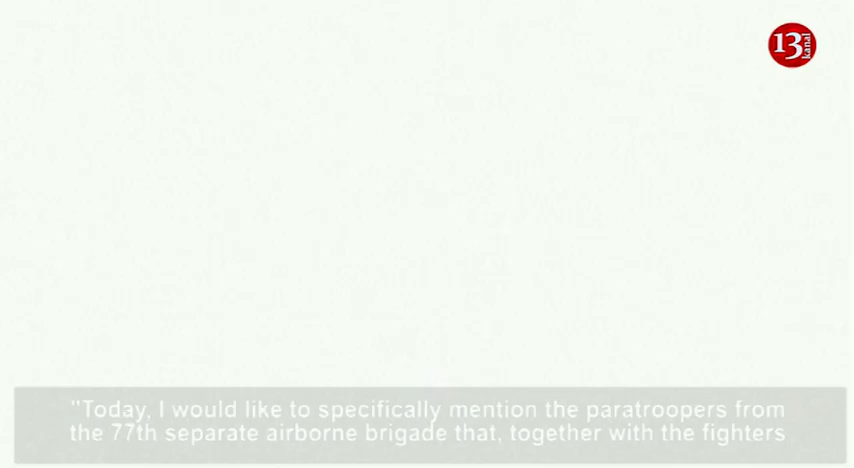 13
kanal
"Today, I would like to specifically mention the paratroopers from
the 77th separate airborne brigade that, together with the fighters